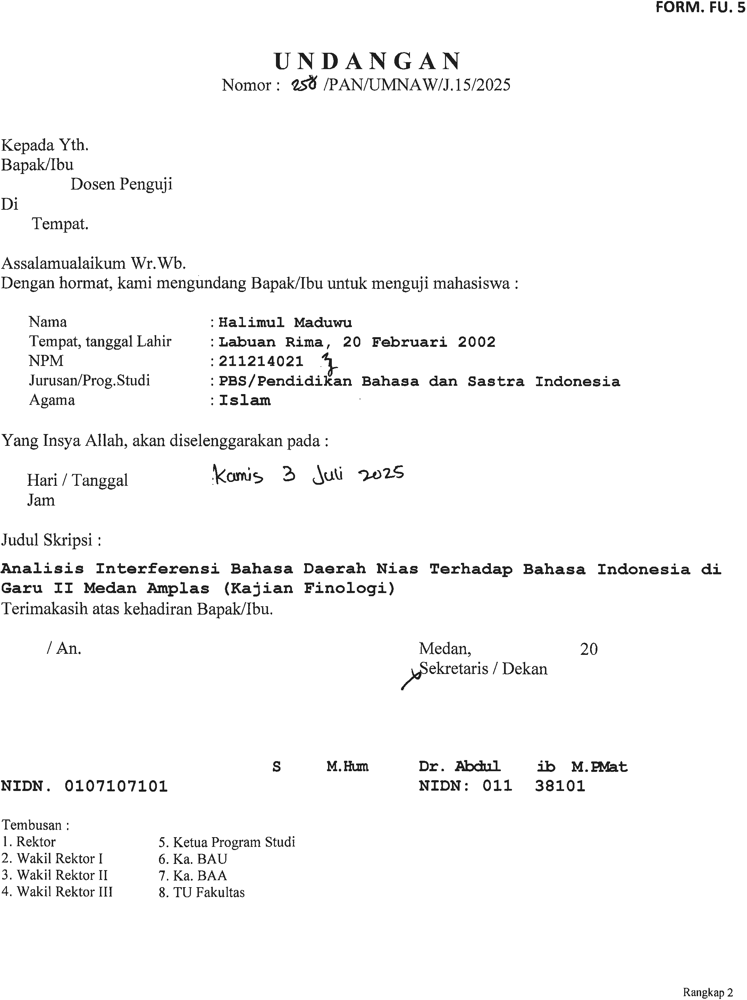 FORM. FU. 5
UNDANGAN
Nomor : 258 /PAN/UMNAW/J.15/2025
Kepada Yth.
Bapak/Ibu
Dosen Penguji
Di
Tempat.
Assalamualaikum Wr.Wb.
Dengan hormat, kami mengundang Bapak/Ibu untuk menguji mahasiswa :
Nama : Halimul Maduwu
Tempat, tanggal Lahir : Labuan Rima, 20 Februari 2002
NPM : 211214021
Jurusan/Prog.Studi : PBS/Pendidikan Bahasa dan Sastra Indonesia
Agama : Islam
Yang Insya Allah, akan diselenggarakan pada :
Hari / Tanggal : Kamis 3 Juli 2025
Jam
Judul Skripsi :
Analisis Interferensi Bahasa Daerah Nias Terhadap Bahasa Indonesia di
Garu II Medan Amplas (Kajian Finologi)
Terimakasih atas kehadiran Bapak/Ibu.
/ An. Medan, 20
Sekretaris / Dekan
S M.Hum Dr. Abdul ib M.PMat
NIDN. 0107107101 NIDN: 011 38101
Tembusan :
1. Rektor 5. Ketua Program Studi
2. Wakil Rektor I 6. Ka. BAU
3. Wakil Rektor II 7. Ka. BAA
4. Wakil Rektor III 8. TU Fakultas
Rangkap 2